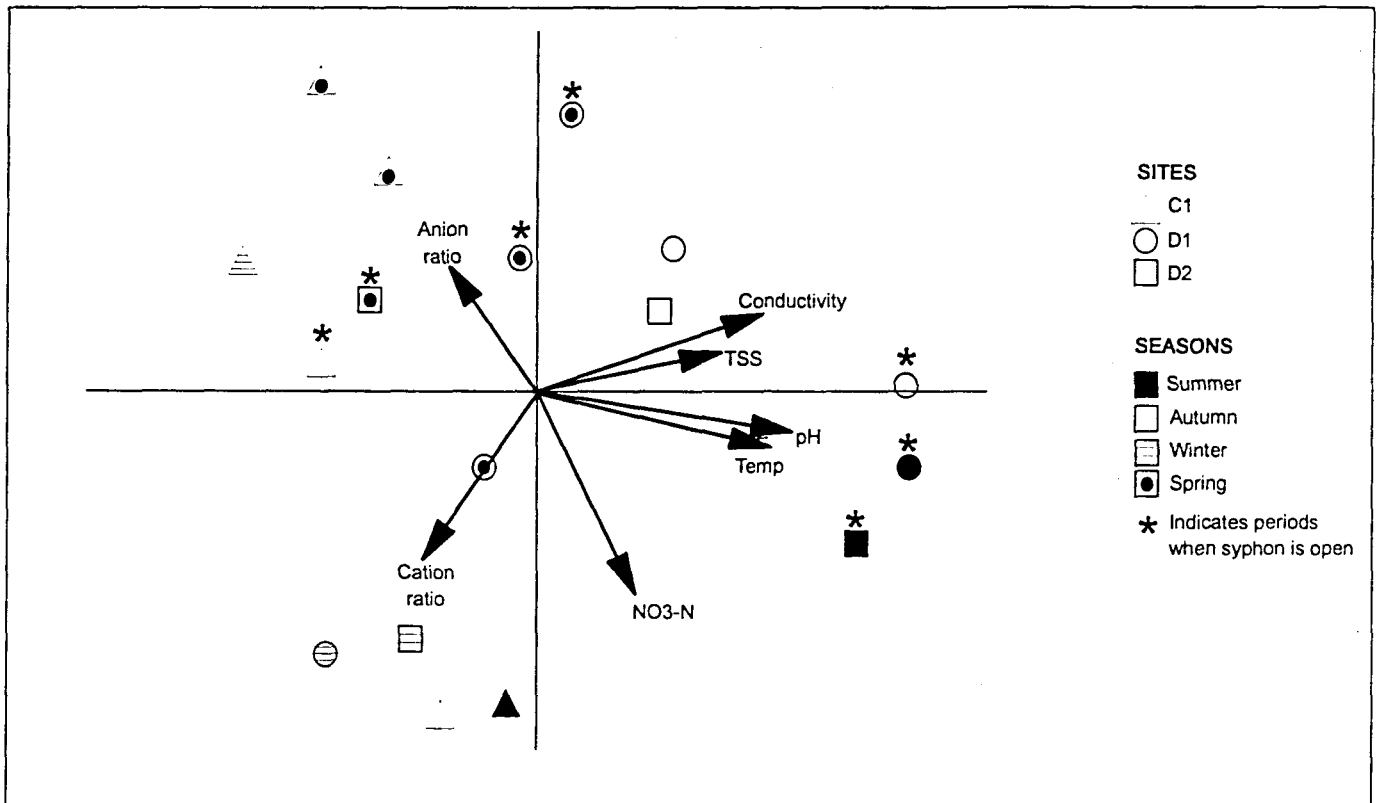 Anion
ratio
Conductivity
TSS
pH
Temp
Cation
ratio
NO3-N
SITES
C1
D1
D2
SEASONS
Summer
Autumn
Winter
Spring
* Indicates periods
when syphon is open